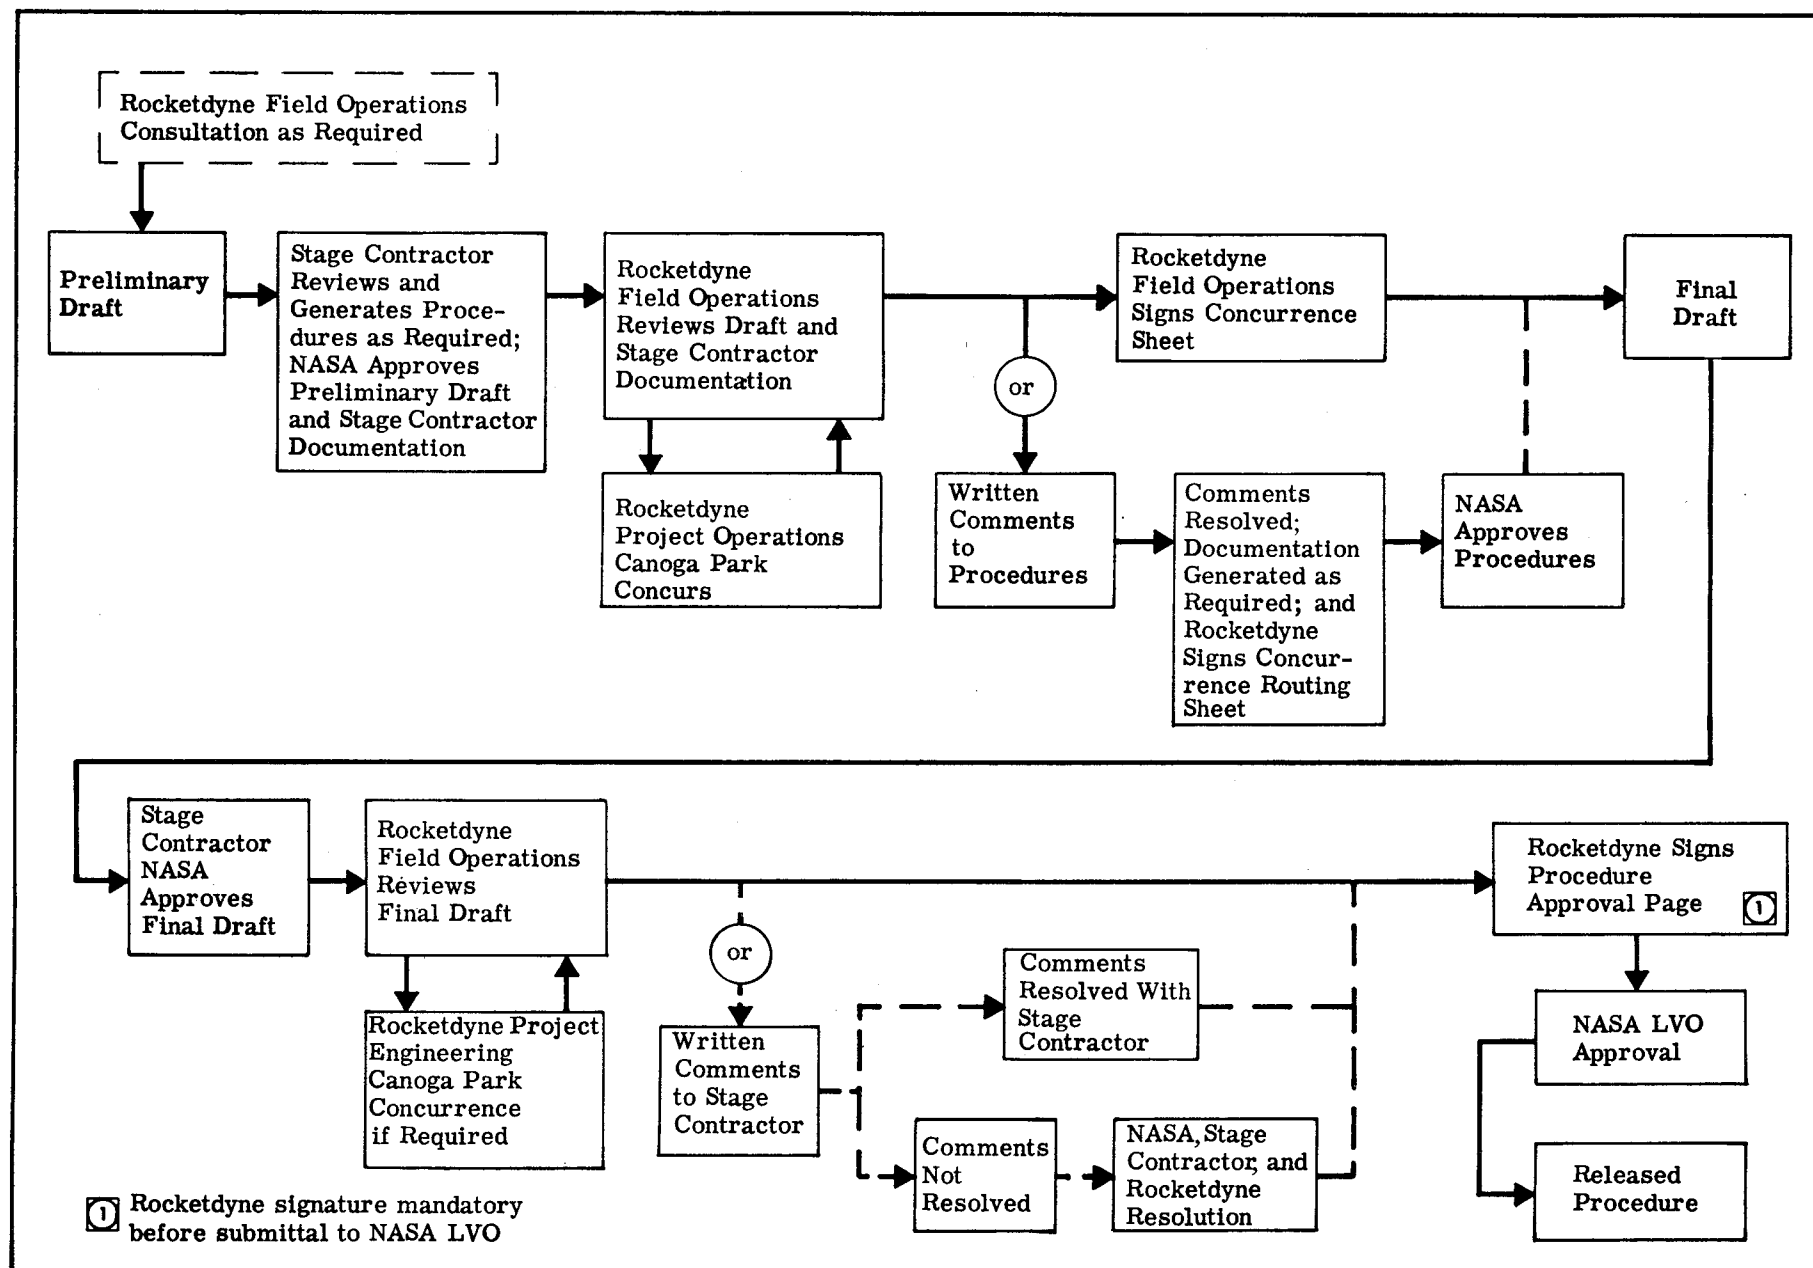 Rocketdyne Field Operations
Consultation as Required
Preliminary
Draft
Stage Contractor
Reviews and
Generates Proce-
dures as Required;
NASA Approves
Preliminary Draft
and Stage Contractor
Documentation
Rocketdyne
Field Operations
Reviews Draft and
Stage Contractor
Documentation
Rocketdyne
Project Operations
Canoga Park
Concurs
or
Rocketdyne
Field Operations
Signs Concurrence
Sheet
Written
Comments
to
Procedures
Comments
Resolved;
Documentation
Generated as
Required; and
Rocketdyne
Signs Concur-
rence Routing
Sheet
NASA
Approves
Procedures
Final
Draft
Stage
Contractor
NASA
Approves
Final Draft
Rocketdyne
Field Operations
Reviews
Final Draft
Rocketdyne Project
Engineering
Canoga Park
Concurrence
if Required
or
Written
Comments
to Stage
Contractor
Comments
Resolved With
Stage
Contractor
Comments
Not
Resolved
NASA, Stage
Contractor, and
Rocketdyne
Resolution
Rocketdyne Signs
Procedure
Approval Page 1
NASA LVO
Approval
Released
Procedure
1 Rocketdyne signature mandatory
before submittal to NASA LVO